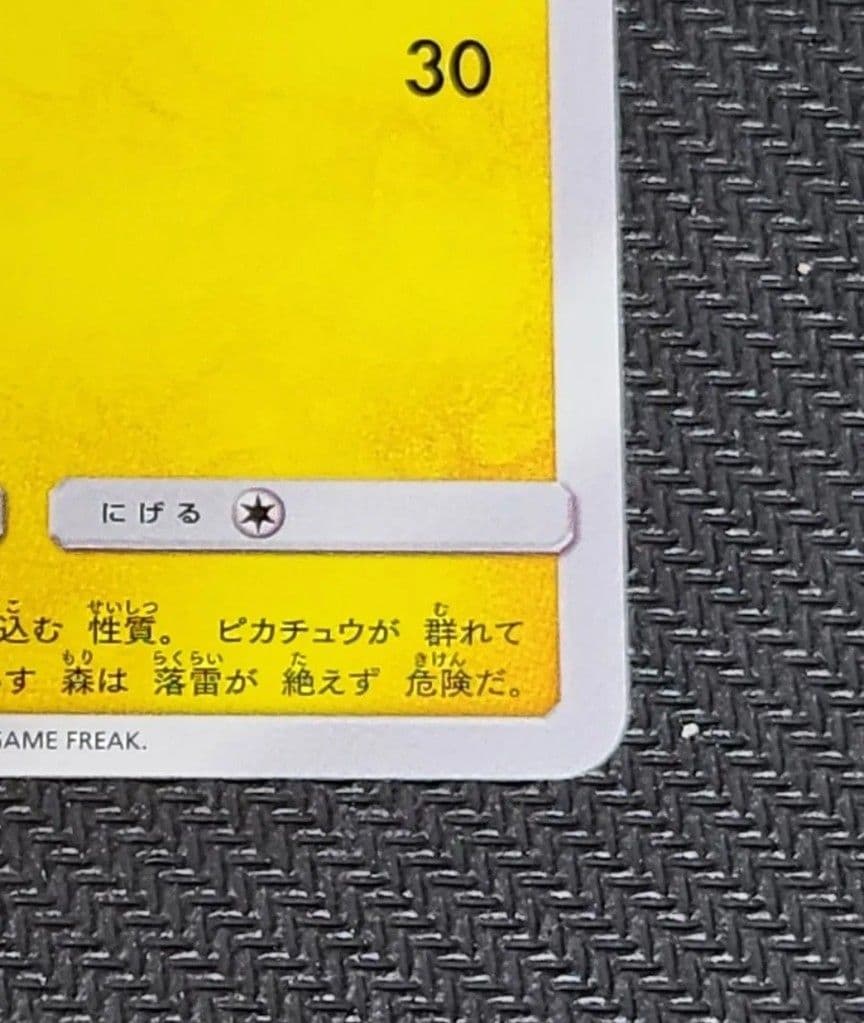 30
にげる
込む 性質。 ピカチュウが 群れて
す 森は 落雷が 絶えず 危険だ。
GAME FREAK.